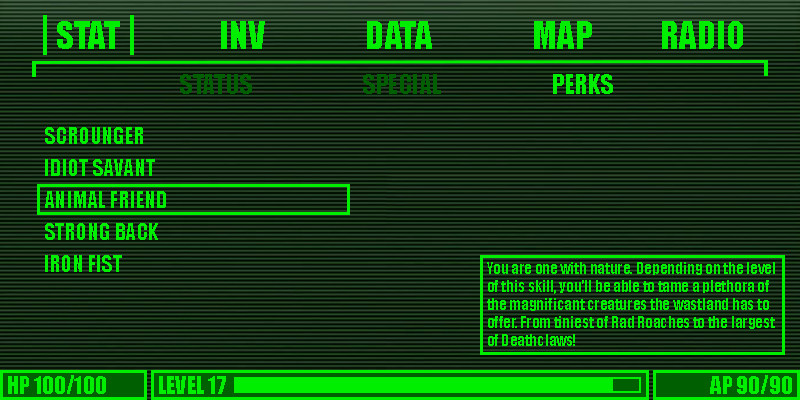 STAT INV DATA MAP RADIO
STATUS SPECIAL PERKS
SCROUNGER
IDIOT SAVANT
ANIMAL FRIEND
STRONG BACK
IRON FIST
You are one with nature. Depending on the level
of this skill, you'll be able to tame a plethora of
the magnificant creatures the wastland has to
offer. From tiniest of Rad Roaches to the largest
of Deathclaws!
HP 100/100 LEVEL 17 AP 90/90